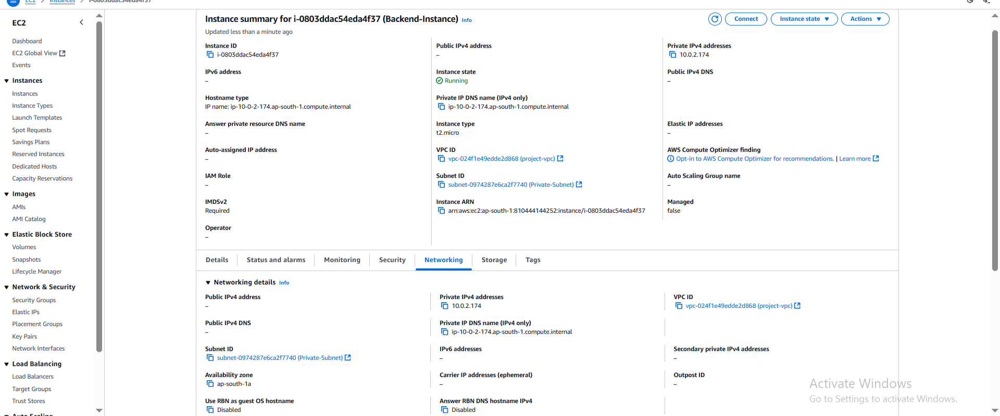 EC2 / Instances / i-0803ddac54eda4f37
EC2
Dashboard
EC2 Global View
Events
Instances
Instances
Instance Types
Launch Templates
Spot Requests
Savings Plans
Reserved Instances
Dedicated Hosts
Capacity Reservations
Images
AMIs
AMI Catalog
Elastic Block Store
Volumes
Snapshots
Lifecycle Manager
Network & Security
Security Groups
Elastic IPs
Placement Groups
Key Pairs
Network Interfaces
Load Balancing
Load Balancers
Target Groups
Trust Stores
Auto Scaling
Instance summary for i-0803ddac54eda4f37 (Backend-Instance) Info
Updated less than a minute ago
Connect
Instance state
Actions
Instance ID
i-0803ddac54eda4f37
Public IPv4 address
–
Private IPv4 addresses
10.0.2.174
IPv6 address
–
Instance state
Running
Public IPv4 DNS
–
Hostname type
IP name: ip-10-0-2-174.ap-south-1.compute.internal
Private IP DNS name (IPv4 only)
ip-10-0-2-174.ap-south-1.compute.internal
Answer private resource DNS name
–
Instance type
t2.micro
Elastic IP addresses
–
Auto-assigned IP address
–
VPC ID
vpc-024f1e49edde2d868 (project-vpc)
AWS Compute Optimizer finding
Opt-in to AWS Compute Optimizer for recommendations. | Learn more
IAM Role
–
Subnet ID
subnet-0974287e6ca2f7740 (Private-Subnet)
Auto Scaling Group name
–
IMDSv2
Required
Instance ARN
arn:aws:ec2:ap-south-1:810444144252:instance/i-0803ddac54eda4f37
Managed
false
Operator
–
Details
Status and alarms
Monitoring
Security
Networking
Storage
Tags
Networking details Info
Public IPv4 address
–
Private IPv4 addresses
10.0.2.174
VPC ID
vpc-024f1e49edde2d868 (project-vpc)
Public IPv4 DNS
–
Private IP DNS name (IPv4 only)
ip-10-0-2-174.ap-south-1.compute.internal
Subnet ID
subnet-0974287e6ca2f7740 (Private-Subnet)
IPv6 addresses
–
Secondary private IPv4 addresses
–
Availability zone
ap-south-1a
Carrier IP addresses (ephemeral)
–
Outpost ID
–
Use RBN as guest OS hostname
Disabled
Answer RBN DNS hostname IPv4
Disabled
Activate Windows
Go to Settings to activate Windows.